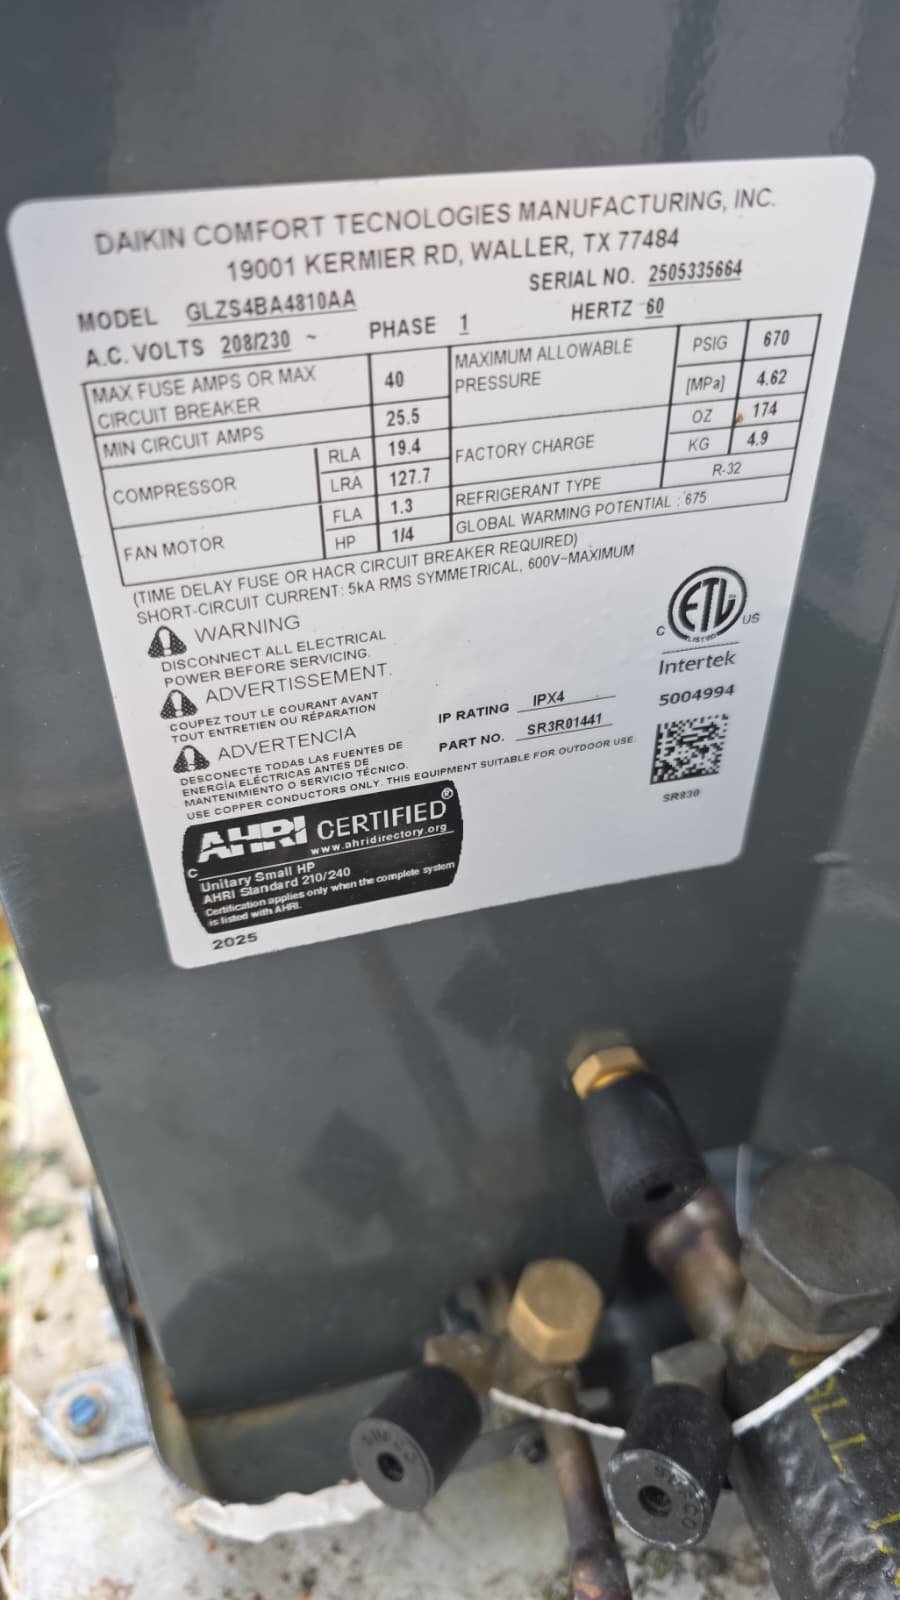 DAIKIN COMFORT TECNOLOGIES MANUFACTURING, INC.
19001 KERMIER RD, WALLER, TX 77484
MODEL GLZS4BA4810AA SERIAL NO. 2505335664
A.C. VOLTS 208/230 ~ PHASE 1 HERTZ 60
MAX FUSE AMPS OR MAX CIRCUIT BREAKER 40
MIN CIRCUIT AMPS 25.5
COMPRESSOR RLA 19.4
LRA 127.7
FAN MOTOR FLA 1.3
HP 1/4
MAXIMUM ALLOWABLE PRESSURE PSIG 670
[MPa] 4.62
FACTORY CHARGE OZ 174
KG 4.9
REFRIGERANT TYPE R-32
GLOBAL WARMING POTENTIAL : 675
(TIME DELAY FUSE OR HACR CIRCUIT BREAKER REQUIRED)
SHORT-CIRCUIT CURRENT: 5kA RMS SYMMETRICAL, 600V-MAXIMUM
WARNING
DISCONNECT ALL ELECTRICAL
POWER BEFORE SERVICING.
ADVERTISSEMENT.
COUPEZ TOUT LE COURANT AVANT
TOUT ENTRETIEN OU RÉPARATION
ADVERTENCIA
DESCONECTE TODAS LAS FUENTES DE
ENERGÍA ELÉCTRICAS ANTES DE
MANTENIMIENTO O SERVICIO TÉCNICO.
USE COPPER CONDUCTORS ONLY. THIS EQUIPMENT SUITABLE FOR OUTDOOR USE.
IP RATING IPX4
PART NO. SR3R01441
C ETL US
LISTED
Intertek
5004994
SR830
AHRI CERTIFIED®
www.ahridirectory.org
C
Unitary Small HP
AHRI Standard 210/240
Certification applies only when the complete system
is listed with AHRI.
2025